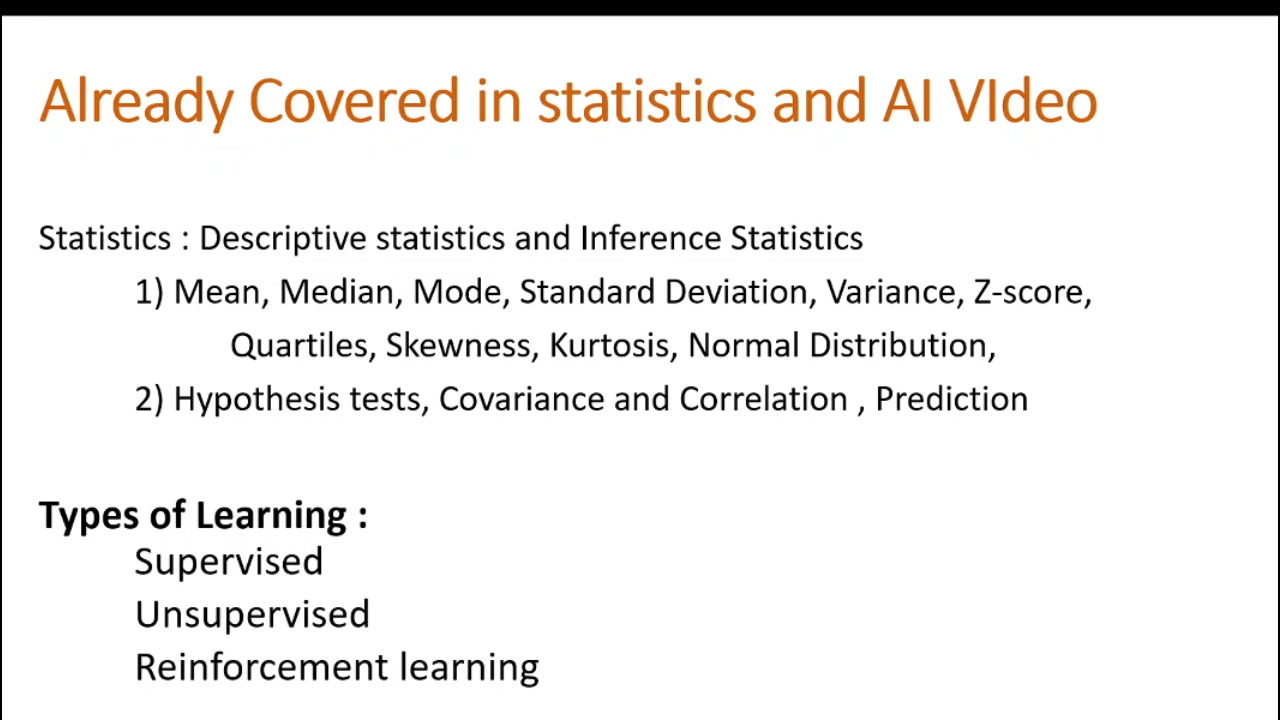 Already Covered in statistics and AI VIdeo
Statistics : Descriptive statistics and Inference Statistics
1) Mean, Median, Mode, Standard Deviation, Variance, Z-score,
Quartiles, Skewness, Kurtosis, Normal Distribution,
2) Hypothesis tests, Covariance and Correlation , Prediction
Types of Learning :
Supervised
Unsupervised
Reinforcement learning